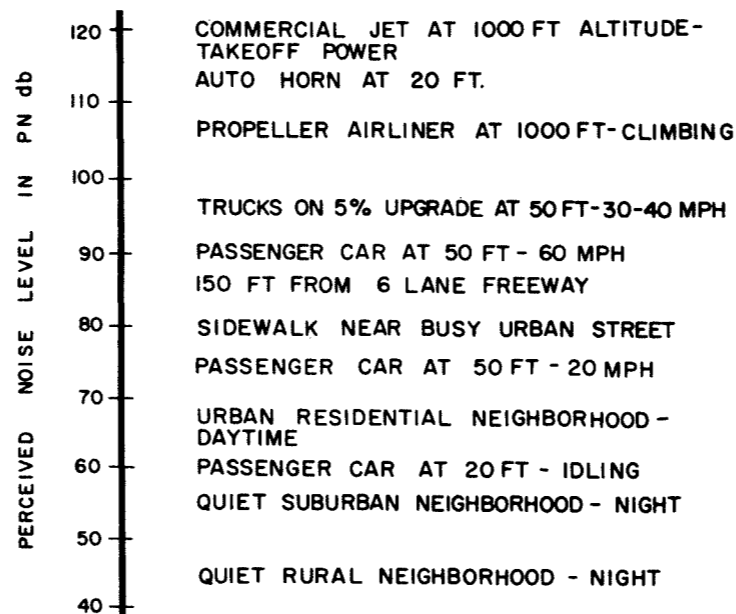 PERCEIVED NOISE LEVEL IN PN db
120
COMMERCIAL JET AT 1000 FT ALTITUDE-
TAKEOFF POWER
AUTO HORN AT 20 FT.
110
PROPELLER AIRLINER AT 1000 FT-CLIMBING
100
TRUCKS ON 5% UPGRADE AT 50 FT-30-40 MPH
90
PASSENGER CAR AT 50 FT - 60 MPH
150 FT FROM 6 LANE FREEWAY
80
SIDEWALK NEAR BUSY URBAN STREET
PASSENGER CAR AT 50 FT - 20 MPH
70
URBAN RESIDENTIAL NEIGHBORHOOD -
DAYTIME
60
PASSENGER CAR AT 20 FT - IDLING
QUIET SUBURBAN NEIGHBORHOOD - NIGHT
50
QUIET RURAL NEIGHBORHOOD - NIGHT
40